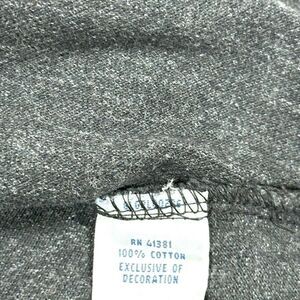 RN 41381
100% COTTON
EXCLUSIVE OF
DECORATION